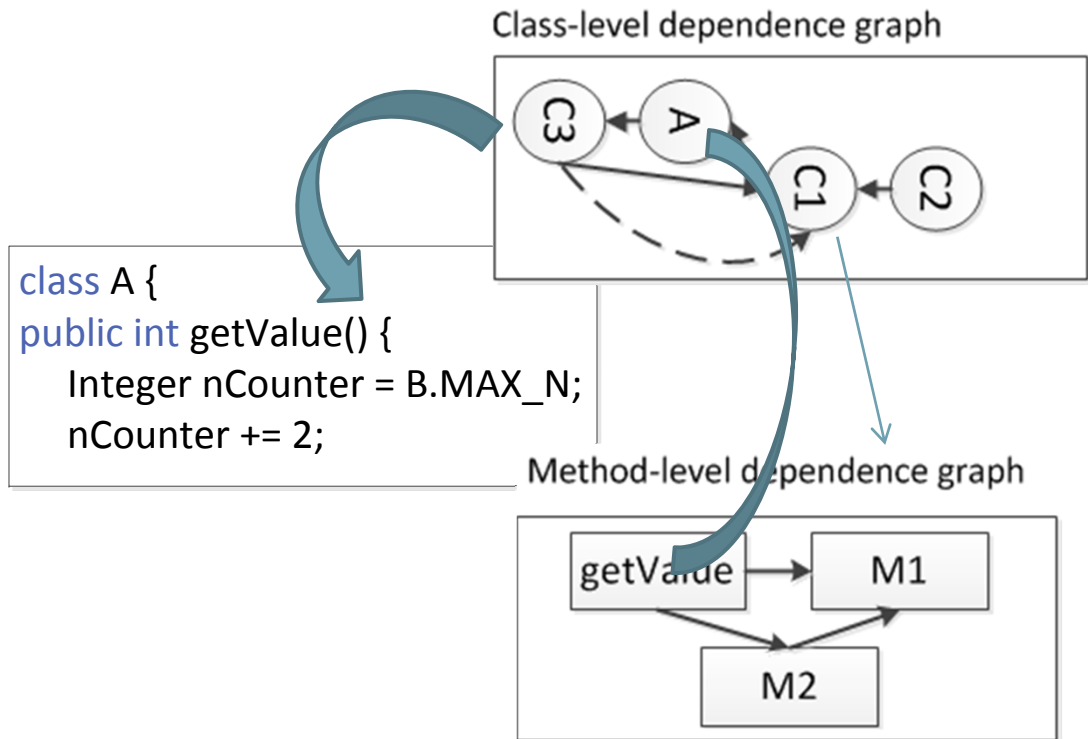 Class-level dependence graph
C3
A
C1
C2
class A {
public int getValue() {
Integer nCounter = B.MAX_N;
nCounter += 2;
Method-level dependence graph
getValue
M1
M2